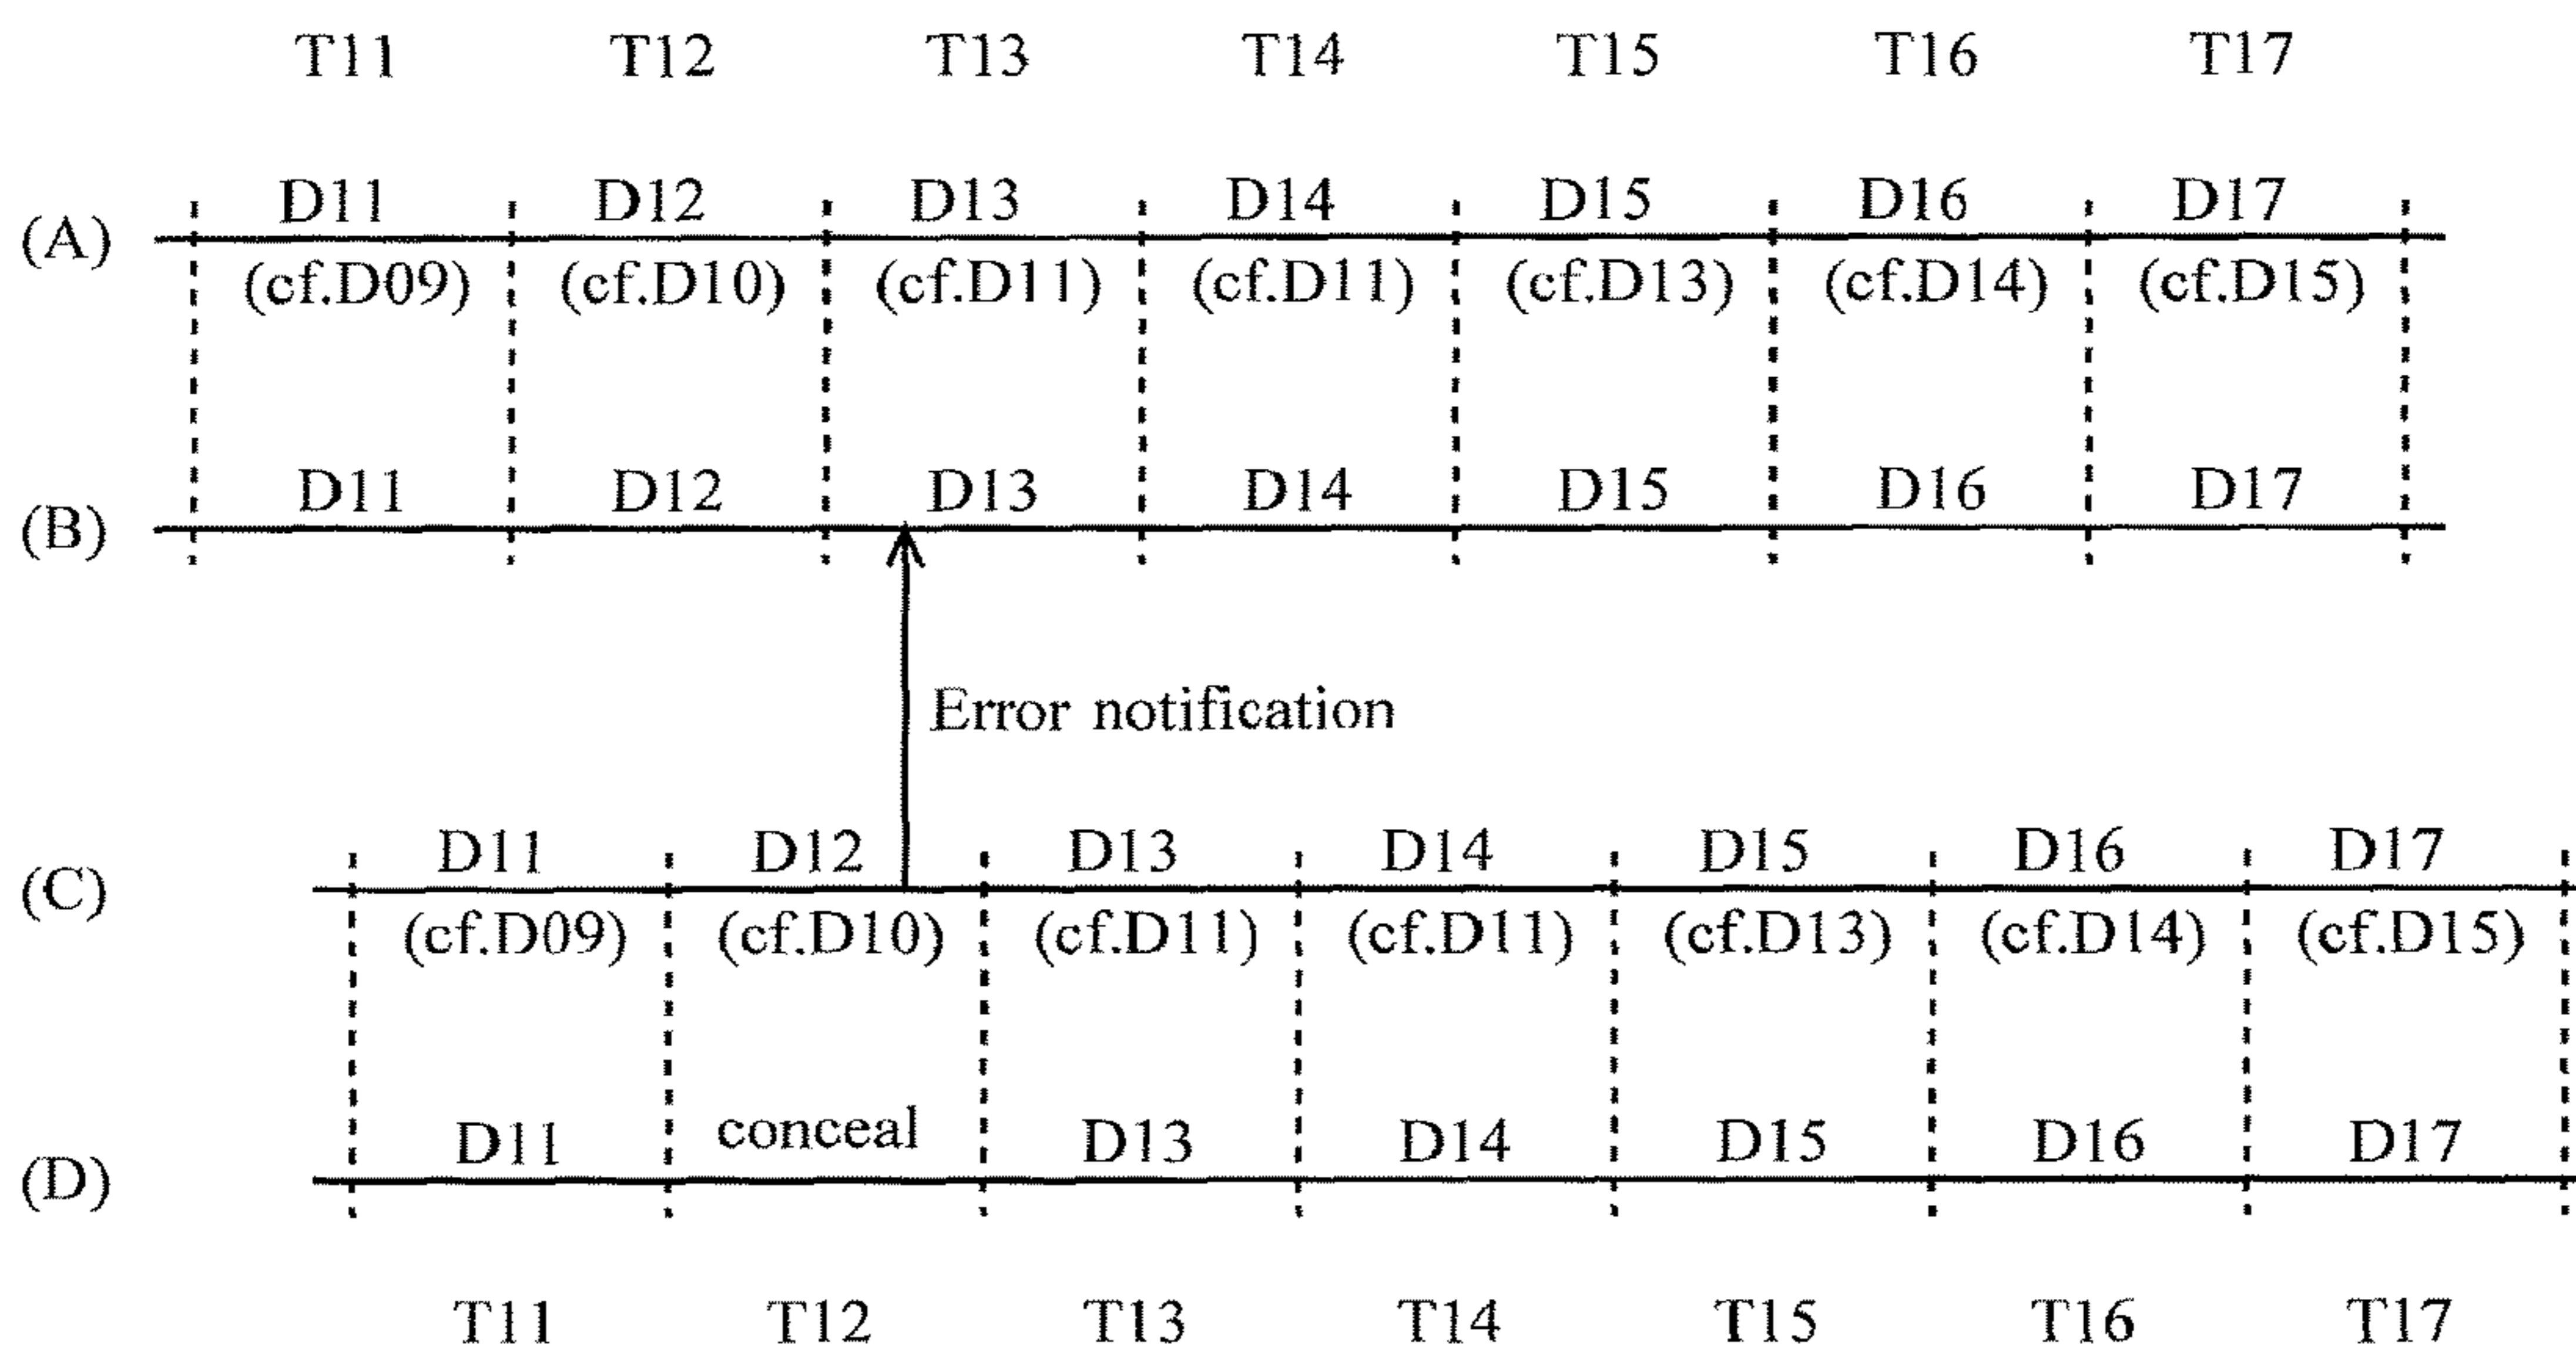 T11 T12 T13 T14 T15 T16 T17
D11 D12 D13 D14 D15 D16 D17
(A)
(cf.D09) (cf.D10) (cf.D11) (cf.D11) (cf.D13) (cf.D14) (cf.D15)
D11 D12 D13 D14 D15 D16 D17
(B)
Error notification
D11 D12 D13 D14 D15 D16 D17
(C)
(cf.D09) (cf.D10) (cf.D11) (cf.D11) (cf.D13) (cf.D14) (cf.D15)
D11 conceal D13 D14 D15 D16 D17
(D)
T11 T12 T13 T14 T15 T16 T17